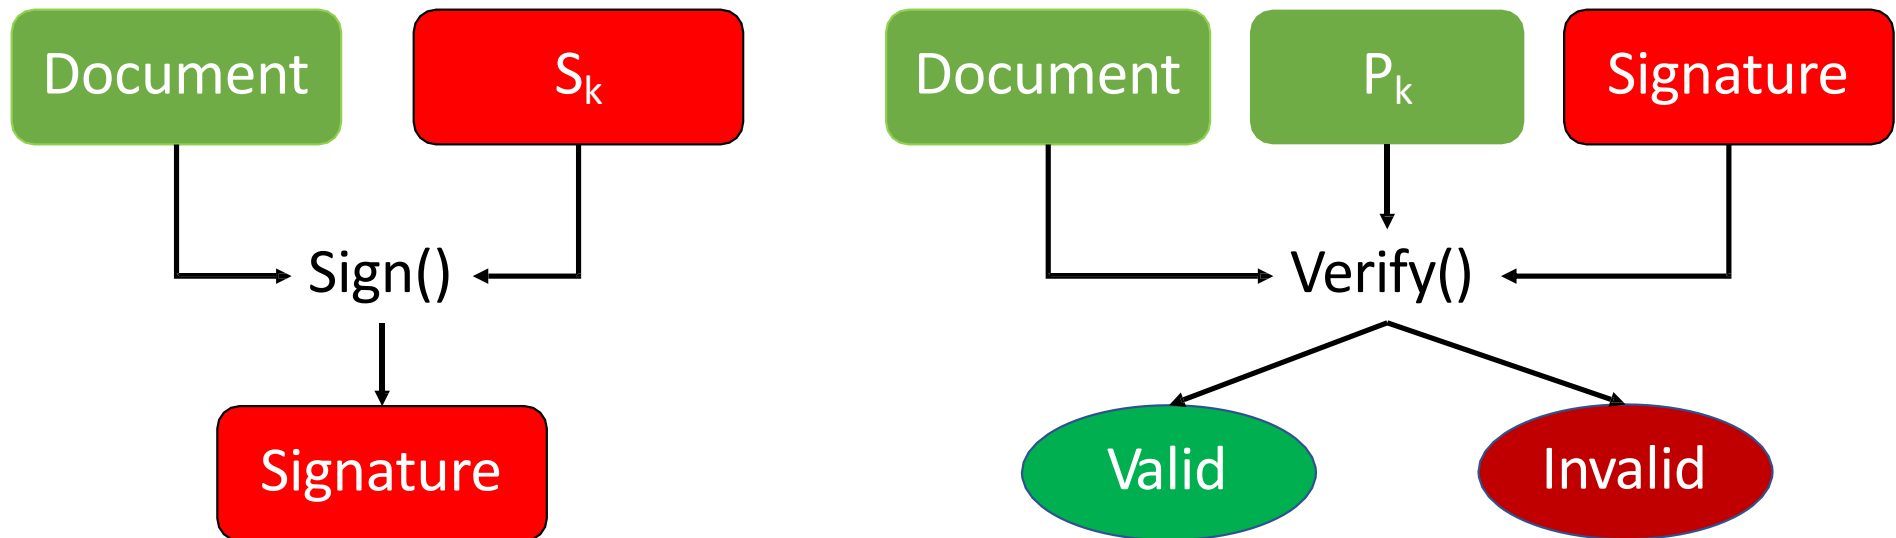 Document
Sₖ
Sign()
Signature
Document
Pₖ
Signature
Verify()
Valid
Invalid